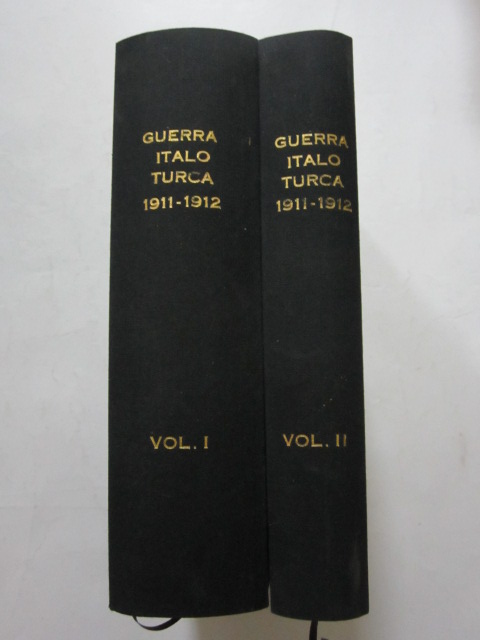 GUERRA
ITALO
TURCA
1911-1912
VOL. I
GUERRA
ITALO
TURCA
1911-1912
VOL. II